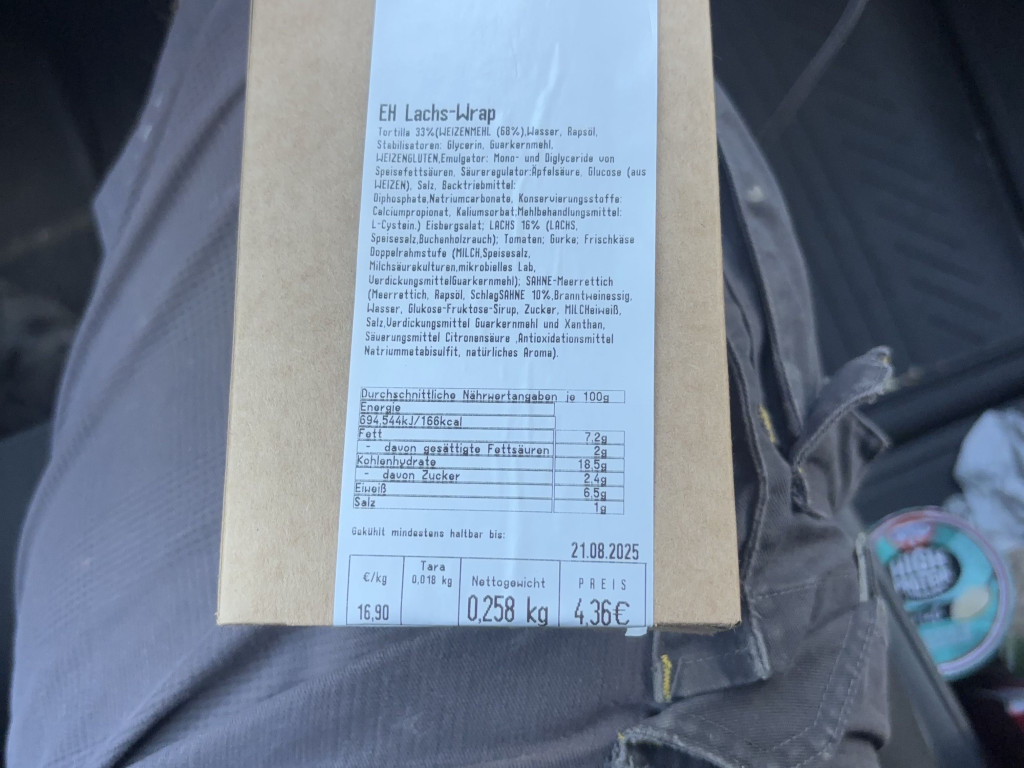 EH Lachs-Wrap
Tortilla 33%(WEIZENMEHL (68%),Wasser, Rapsöl,
Stabilisatoren: Glycerin, Guarkernmehl,
WEIZENGLUTEN,Emulgator: Mono- und Diglyceride von
Speisefettsäuren, Säureregulator:Äpfelsäure, Glucose (aus
WEIZEN), Salz, Backtriebmittel:
Diphosphate,Natriumcarbonate, Konservierungsstoffe:
Calciumpropionat, Kaliumsorbat,Mehlbehandlungsmittel:
L-Cystein.) Eisbergsalat; LACHS 16% (LACHS,
Speisesalz,Buchenholzrauch); Tomaten; Gurke; Frischkäse
Doppelrahmstufe (MILCH,Speisesalz,
Milchsäurekulturen,mikrobielles Lab,
VerdickungsmittelGuarkernmehl); SAHNE-Meerrettich
(Meerrettich, Rapsöl, SchlagSAHNE 10%,Branntweinessig,
Wasser, Glukose-Fruktose-Sirup, Zucker, MILCHeiweiß,
Salz,Verdickungsmittel Guarkernmehl und Xanthan,
Säuerungsmittel Citronensäure ,Antioxidationsmittel
Natriummetabisulfit, natürliches Aroma).
Durchschnittliche Nährwertangaben je 100g
Energie
694,544kJ/166kcal
Fett 7,2g
- davon gesättigte Fettsäuren 2g
Kohlenhydrate 18,5g
- davon Zucker 2,4g
Eiweiß 6,5g
Salz 1g
Gekühlt mindestens haltbar bis:
21.08.2025
€/kg Tara Nettogewicht PREIS
0,018 kg
16,90 0,258 kg 4,36€